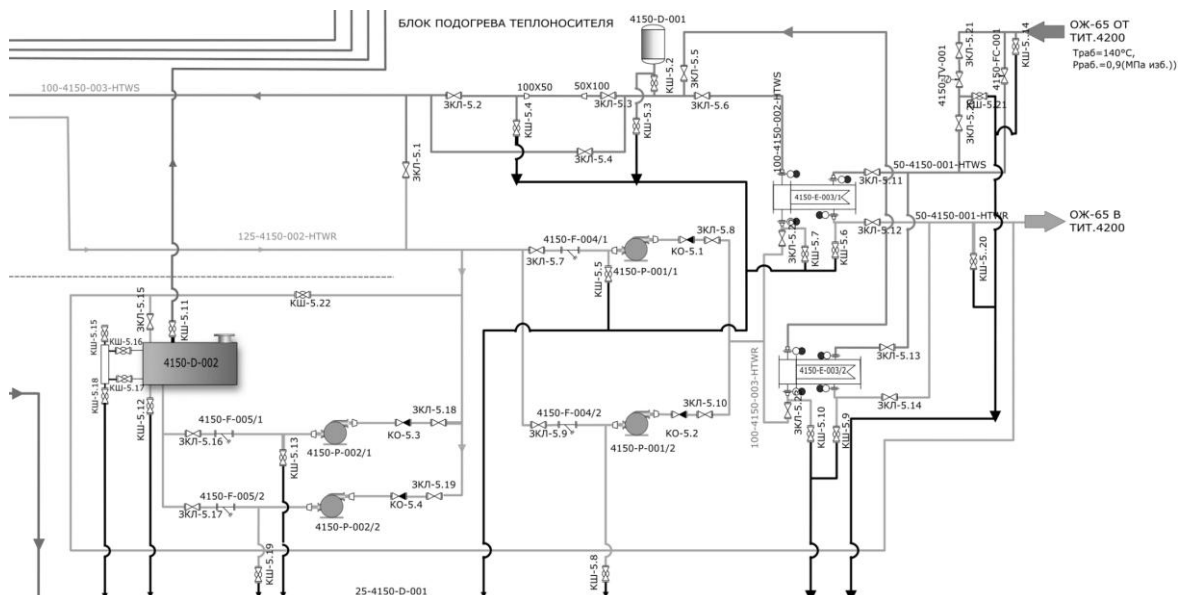 БЛОК ПОДОГРЕВА ТЕПЛОНОСИТЕЛЯ
4150-D-001
ОЖ-65 ОТ
ТИТ.4200
Траб=140°С,
Рраб.=0,9(МПа изб.))
КШ-5.2
ЗКЛ-5.5
ЗКЛ-5.21
4150-TV-001
4150-FC-001
КШ-5..14
КШ-5.21
100-4150-003-HTWS
ЗКЛ-5.2
100X50
50X100
ЗКЛ-5.3
ЗКЛ-5.6
КШ-5.4
КШ-5.3
ЗКЛ-5.4
ЗКЛ-5.1
100-4150-002-HTWS
50-4150-001-HTWS
ЗКЛ-5.11
4150-E-003/1
50-4150-001-HTWR
ЗКЛ-5.12
ОЖ-65 В
ТИТ.4200
КШ-5.7
КШ-5.6
КШ-5..20
125-4150-002-HTWR
4150-F-004/1
ЗКЛ-5.7
4150-P-001/1
КО-5.1
ЗКЛ-5.8
КШ-5.5
КШ-5.22
ЗКЛ-5.15
КШ-5.11
КШ-5.15
КШ-5.16
4150-D-002
КШ-5.17
КШ-5.18
КШ-5.12
ЗКЛ-5.13
4150-E-003/2
ЗКЛ-5.14
КШ-5.10
КШ-5.9
100-4150-003-HTWR
4150-F-005/1
ЗКЛ-5.16
КШ-5.13
4150-P-002/1
КО-5.3
ЗКЛ-5.18
4150-F-004/2
ЗКЛ-5.9
4150-P-001/2
КО-5.2
ЗКЛ-5.10
4150-F-005/2
ЗКЛ-5.17
4150-P-002/2
КО-5.4
ЗКЛ-5.19
КШ-5.19
КШ-5.8
25-4150-D-001